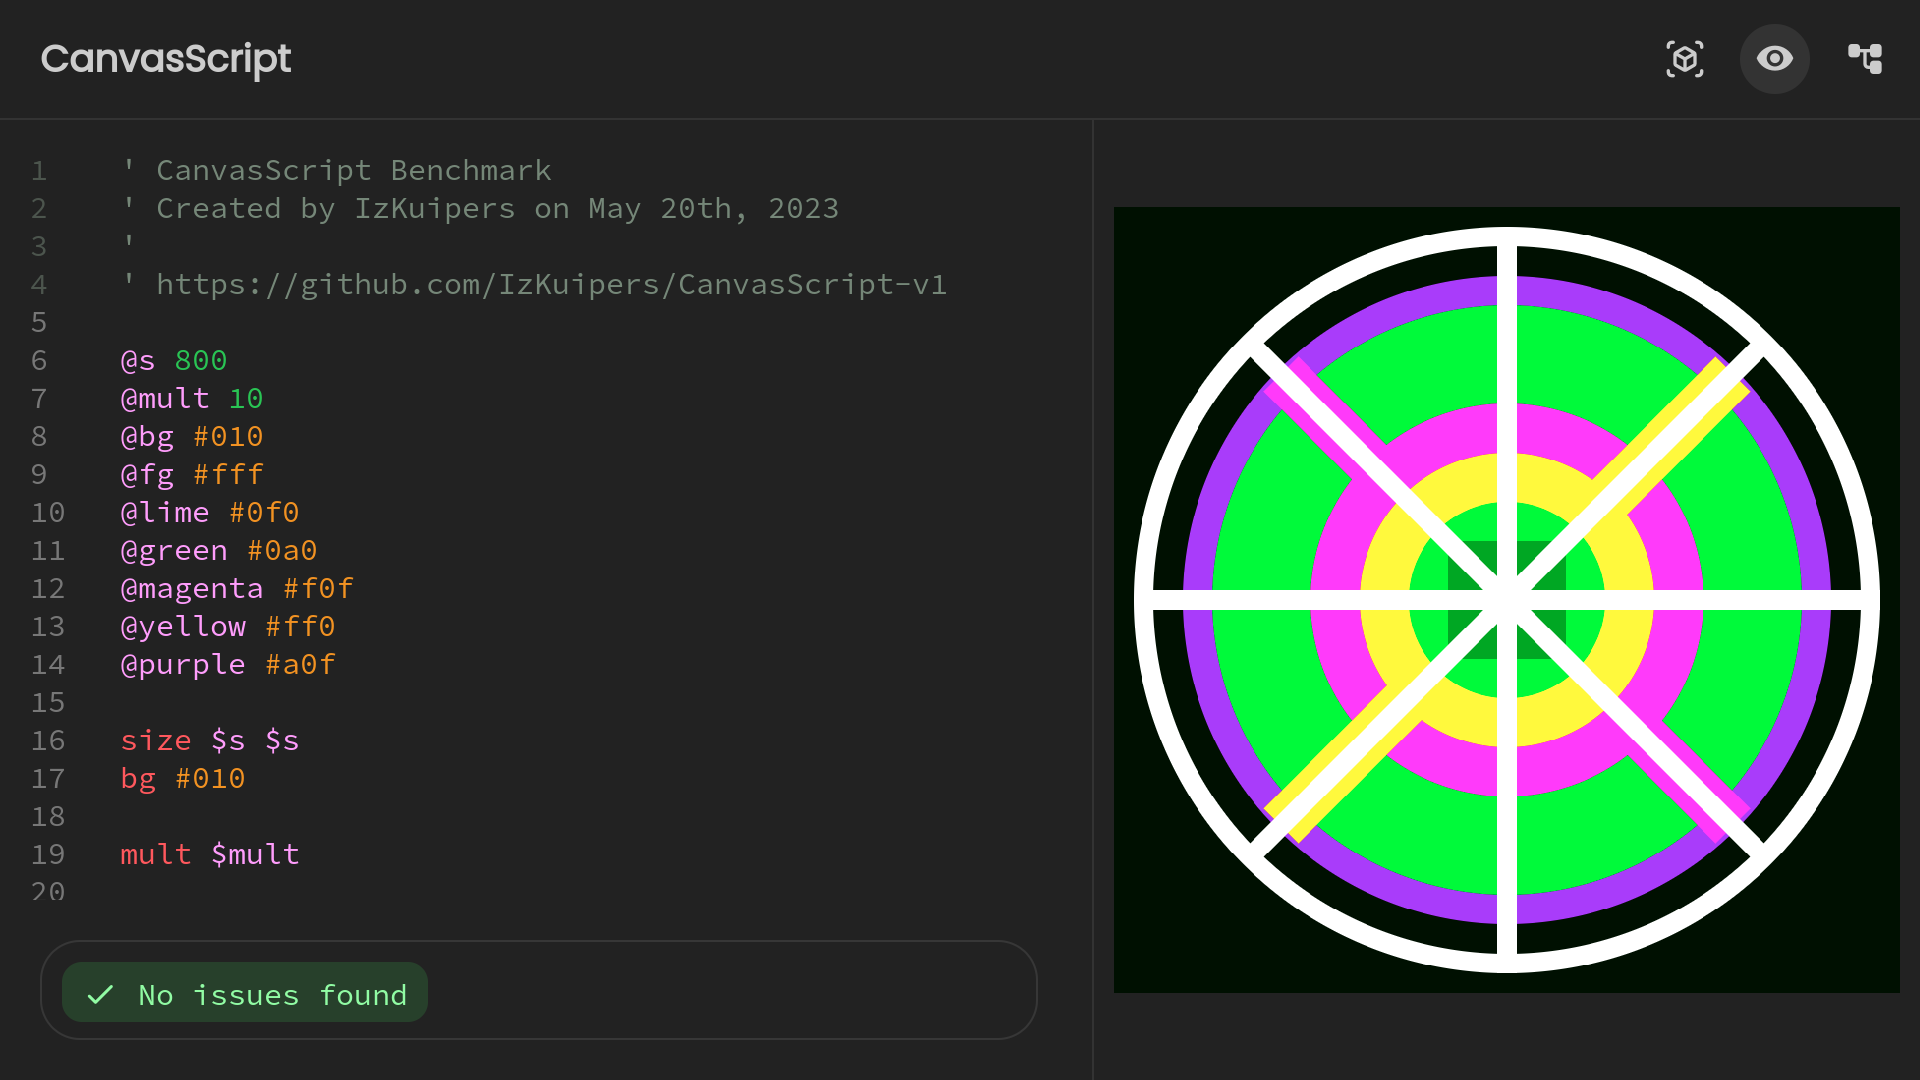 CanvasScript
1 ' CanvasScript Benchmark
2 ' Created by IzKuipers on May 20th, 2023
3 '
4 ' https://github.com/IzKuipers/CanvasScript-v1
5
6 @s 800
7 @mult 10
8 @bg #010
9 @fg #fff
10 @lime #0f0
11 @green #0a0
12 @magenta #f0f
13 @yellow #ff0
14 @purple #a0f
15
16 size $s $s
17 bg #010
18
19 mult $mult
20
No issues found